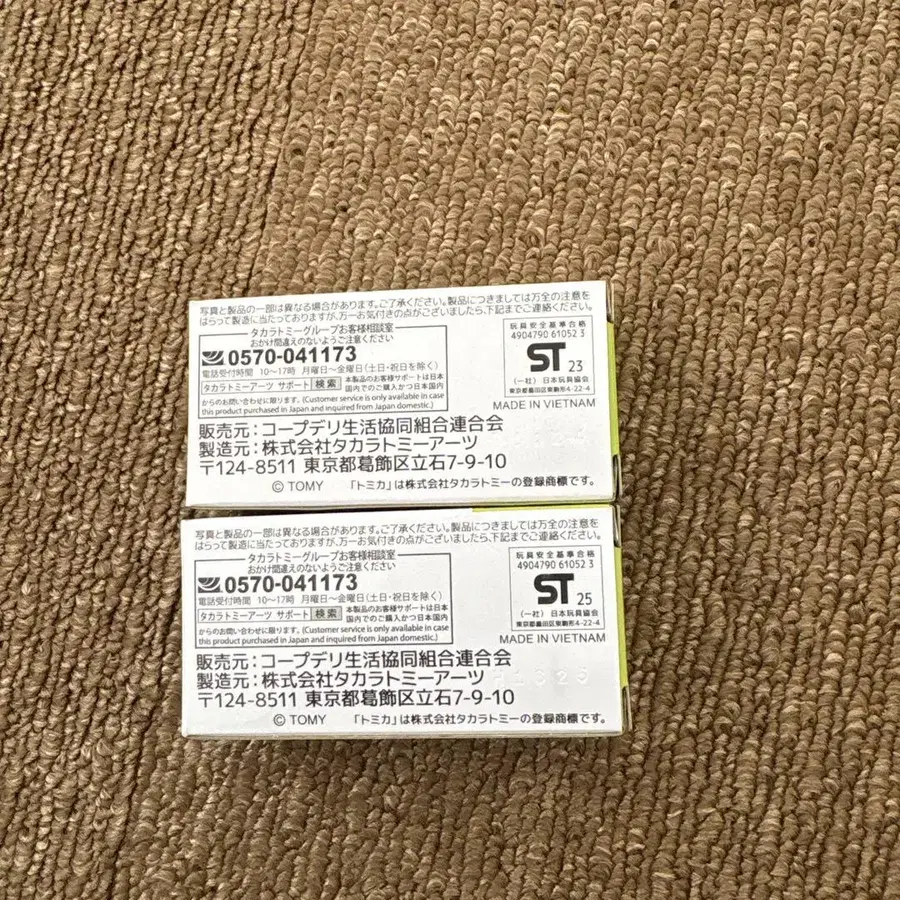 写真と製品の一部は異なる場合があります。ご了承ください。製品につきましては万全の注意を
はらって製造に当たっておりますが、万一お気付きの点がございましたら、下記までご連絡ください。
タカラトミーグループお客様相談室
おかけ間違えのないようご注意ください
0570-041173
電話受付時間 10〜17時 月曜日〜金曜日(土日・祝日を除く)
タカラトミーアーツ サポート 検索 本製品のお客様サポートは日本
国内でのご購入かつ日本国内
からのお問い合わせに限ります。(Customer service is only available in case
this product purchased in Japan and inquired from Japan domestic.)
玩具安全基準合格
4904790 61052 3
ST 23
(一社) 日本玩具協会
東京都墨田区東駒形4-22-4
MADE IN VIETNAM
販売元:コープデリ生活協同組合連合会
製造元:株式会社タカラトミーアーツ
〒124-8511 東京都葛飾区立石7-9-10
© TOMY 「トミカ」は株式会社タカラトミーの登録商標です。
写真と製品の一部は異なる場合があります。ご了承ください。製品につきましては万全の注意を
はらって製造に当たっておりますが、万一お気付きの点がございましたら、下記までご連絡ください。
タカラトミーグループお客様相談室
おかけ間違えのないようご注意ください
0570-041173
電話受付時間 10〜17時 月曜日〜金曜日(土日・祝日を除く)
タカラトミーアーツ サポート 検索 本製品のお客様サポートは日本
国内でのご購入かつ日本国内
からのお問い合わせに限ります。(Customer service is only available in case
this product purchased in Japan and inquired from Japan domestic.)
玩具安全基準合格
4904790 61052 3
ST 25
(一社) 日本玩具協会
東京都墨田区東駒形4-22-4
MADE IN VIETNAM
販売元:コープデリ生活協同組合連合会
製造元:株式会社タカラトミーアーツ
〒124-8511 東京都葛飾区立石7-9-10
© TOMY 「トミカ」は株式会社タカラトミーの登録商標です。